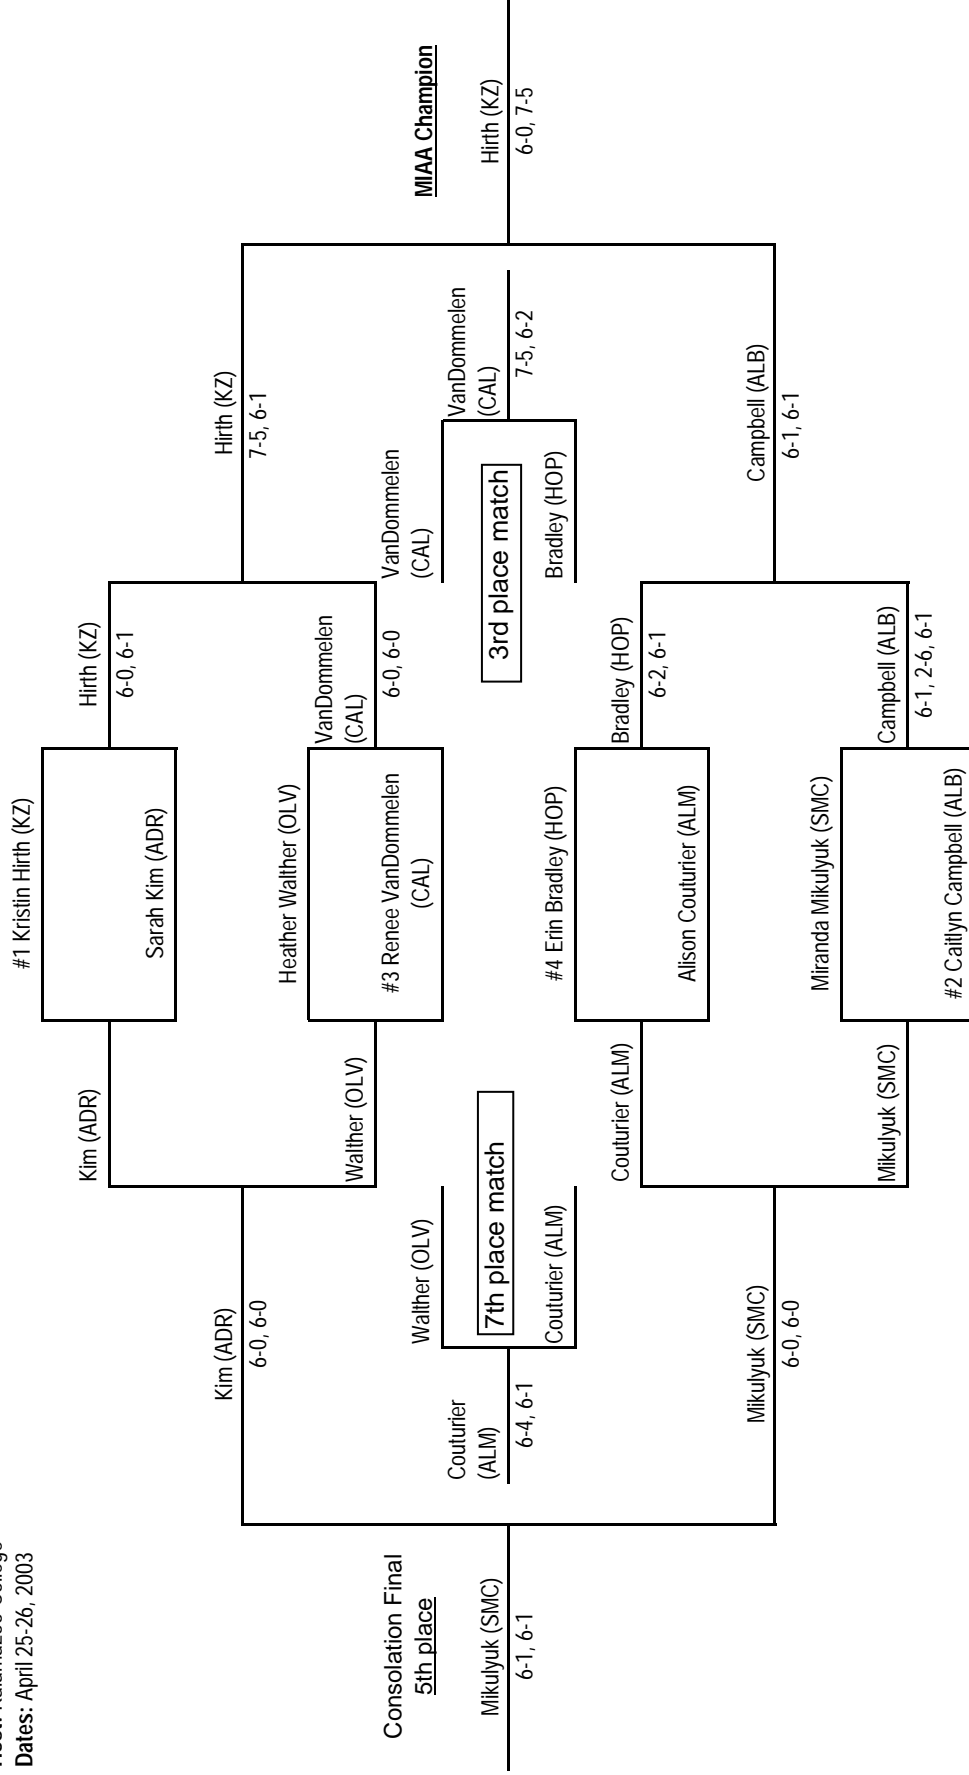 Dates: April 25-26, 2003
#1 Kristin Hirth (KZ)
Kim (ADR)
Hirth (KZ)
6-0, 6-1
Sarah Kim (ADR)
Kim (ADR)
6-0, 6-0
Hirth (KZ)
7-5, 6-1
Heather Walther (OLV)
VanDommelen
(CAL)
Walther (OLV)
6-0, 6-0
#3 Renee VanDommelen
(CAL)
VanDommelen
(CAL)
Consolation Final
5th place
Walther (OLV)
MIAA Champion
Couturier
(ALM)
VanDommelen
(CAL)
Mikulyuk (SMC)
6-1, 6-1
7th place match
3rd place match
Hirth (KZ)
6-0, 7-5
6-4, 6-1
7-5, 6-2
Couturier (ALM)
#4 Erin Bradley (HOP)
Bradley (HOP)
Couturier (ALM)
Bradley (HOP)
6-2, 6-1
Alison Couturier (ALM)
Mikulyuk (SMC)
6-0, 6-0
Campbell (ALB)
6-1, 6-1
Miranda Mikulyuk (SMC)
Mikulyuk (SMC)
Campbell (ALB)
6-1, 2-6, 6-1
#2 Caitlyn Campbell (ALB)